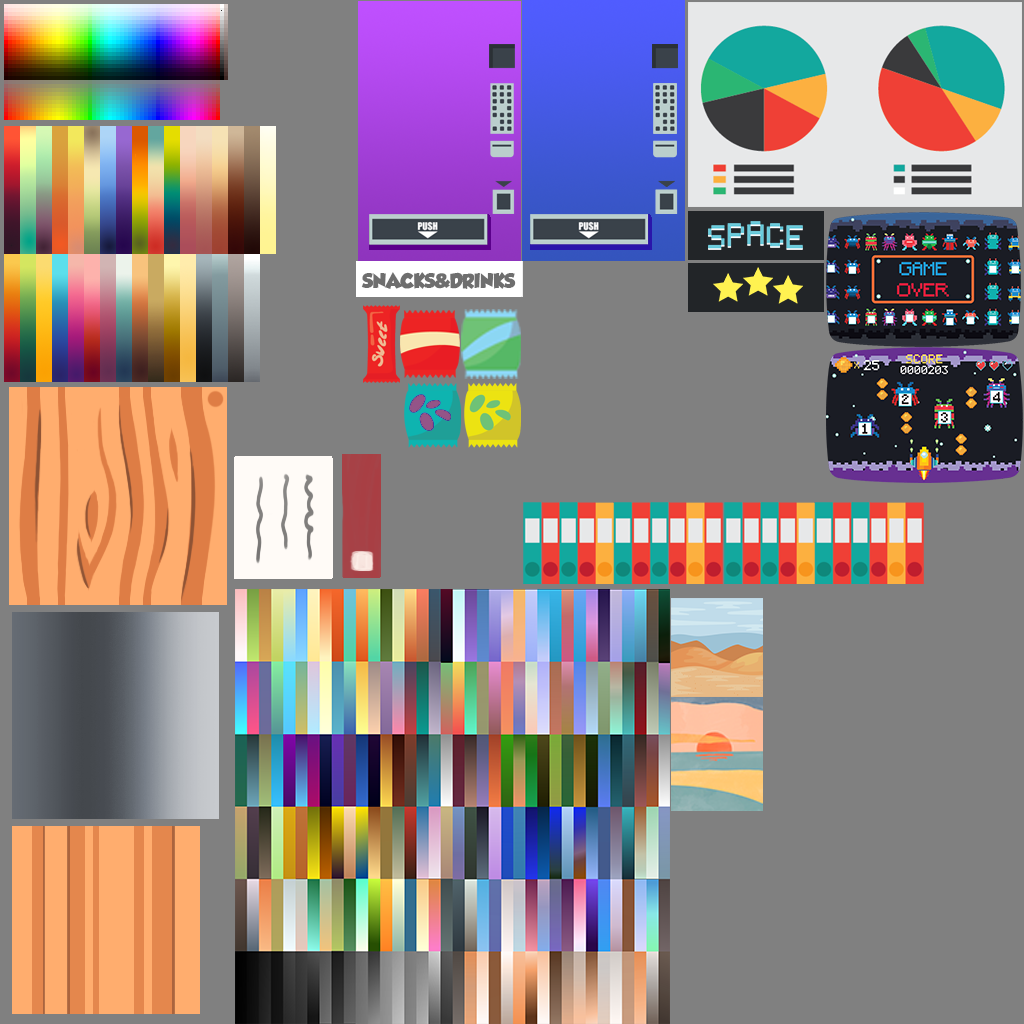 PUSH
PUSH
SNACKS&DRINKS
Sweet
SPACE
GAME
OVER
×25
SCORE
0000203
1
2
3
4